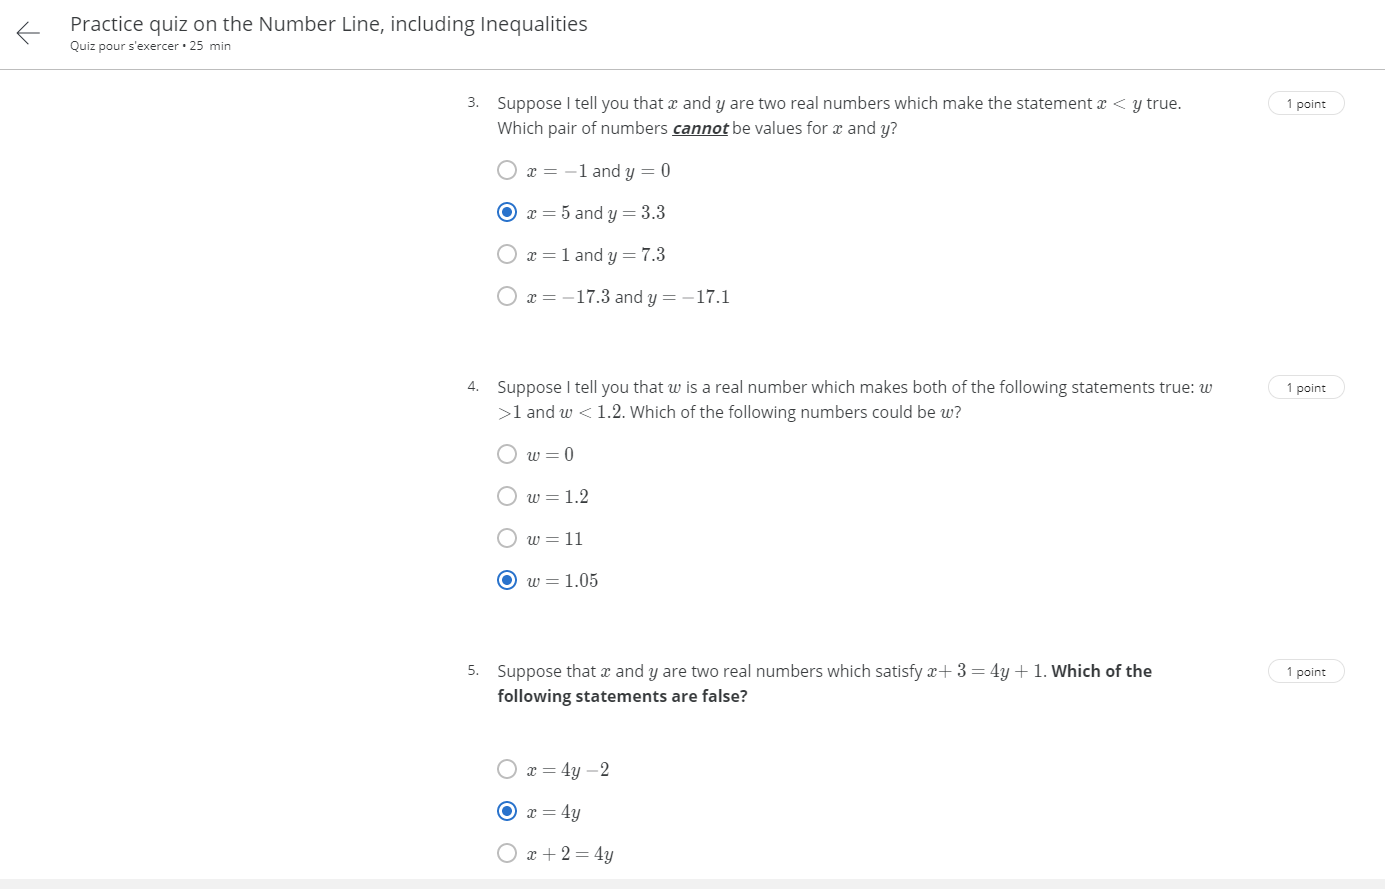 Practice quiz on the Number Line, including Inequalities
Quiz pour s'exercer • 25 min
3. Suppose I tell you that x and y are two real numbers which make the statement x < y true. 1 point
Which pair of numbers cannot be values for x and y?
x = −1 and y = 0
x = 5 and y = 3.3
x = 1 and y = 7.3
x = −17.3 and y = −17.1
4. Suppose I tell you that w is a real number which makes both of the following statements true: w 1 point
>1 and w < 1.2. Which of the following numbers could be w?
w = 0
w = 1.2
w = 11
w = 1.05
5. Suppose that x and y are two real numbers which satisfy x+ 3 = 4y + 1. Which of the 1 point
following statements are false?
x = 4y −2
x = 4y
x + 2 = 4y